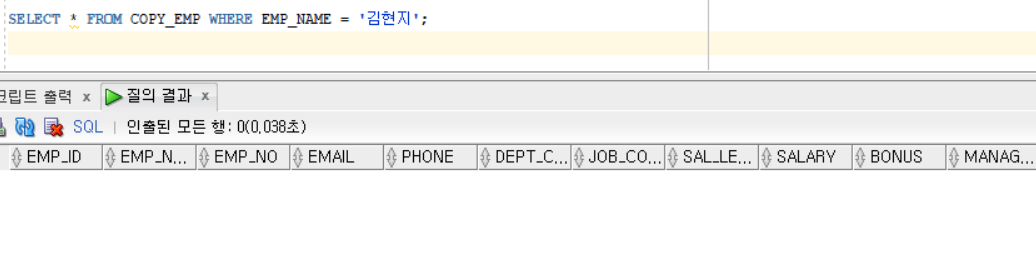 SELECT * FROM COPY_EMP WHERE EMP_NAME = '김현지';
크립트 출력 x 질의 결과 x
SQL | 인출된 모든 행: 0(0,038초)
EMP_ID EMP_N... EMP_NO EMAIL PHONE DEPT_C... JOB_CO... SAL_LE... SALARY BONUS MANAG...